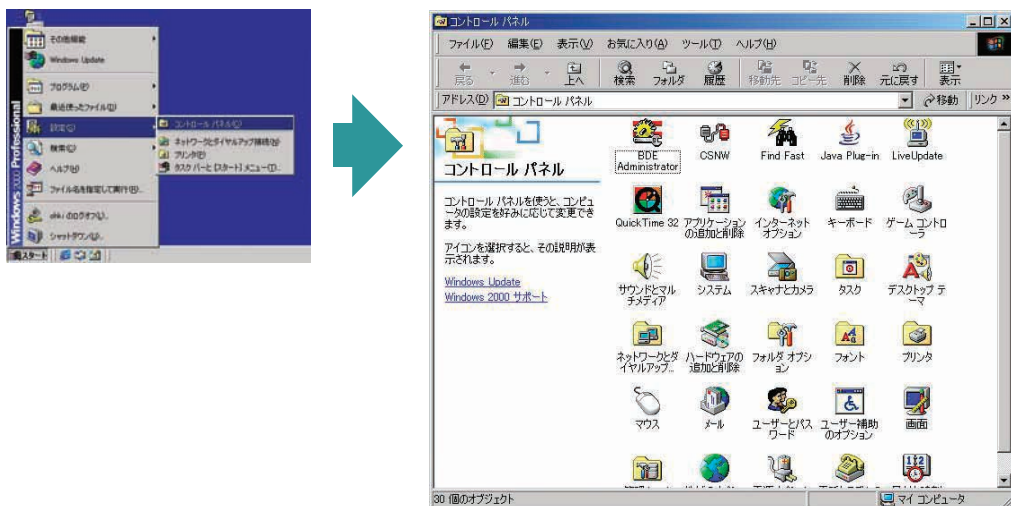 その他機能
Windows Update
プログラム(P)
最近使ったファイル(D)
設定(S)
検索(C)
ヘルプ(H)
ファイル名を指定して実行(R)...
シャットダウン(U)...
Windows 2000 Professional
スタート
コントロール パネル(C)
ネットワークとダイヤルアップ接続(N)
プリンタ(P)
タスク バーと [スタート] メニュー(T)...
コントロール パネル
ファイル(F) 編集(E) 表示(V) お気に入り(A) ツール(T) ヘルプ(H)
戻る 進む 上へ 検索 フォルダ 履歴 移動先 コピー先 削除 元に戻す 表示
アドレス(D) コントロール パネル 移動 リンク »
コントロール パネル
コントロール パネルを使うと、コンピュ
ータの設定を好みに応じて変更でき
ます。
アイコンを選択すると、その説明が表
示されます。
Windows Update
Windows 2000 サポート
BDE
Administrator
CSNW
Find Fast
Java Plug-in
LiveUpdate
QuickTime 32
アプリケーション
の追加と削除
インターネット
オプション
キーボード
ゲーム コントロ
ーラ
サウンドとマル
チメディア
システム
スキャナとカメラ
タスク
デスクトップ テ
ーマ
ネットワークとダ
イヤルアップ...
ハードウェアの
追加と削除
フォルダ オプシ
ョン
フォント
プリンタ
マウス
メール
ユーザーとパス
ワード
ユーザー補助
のオプション
画面
30 個のオブジェクト
マイ コンピュータ